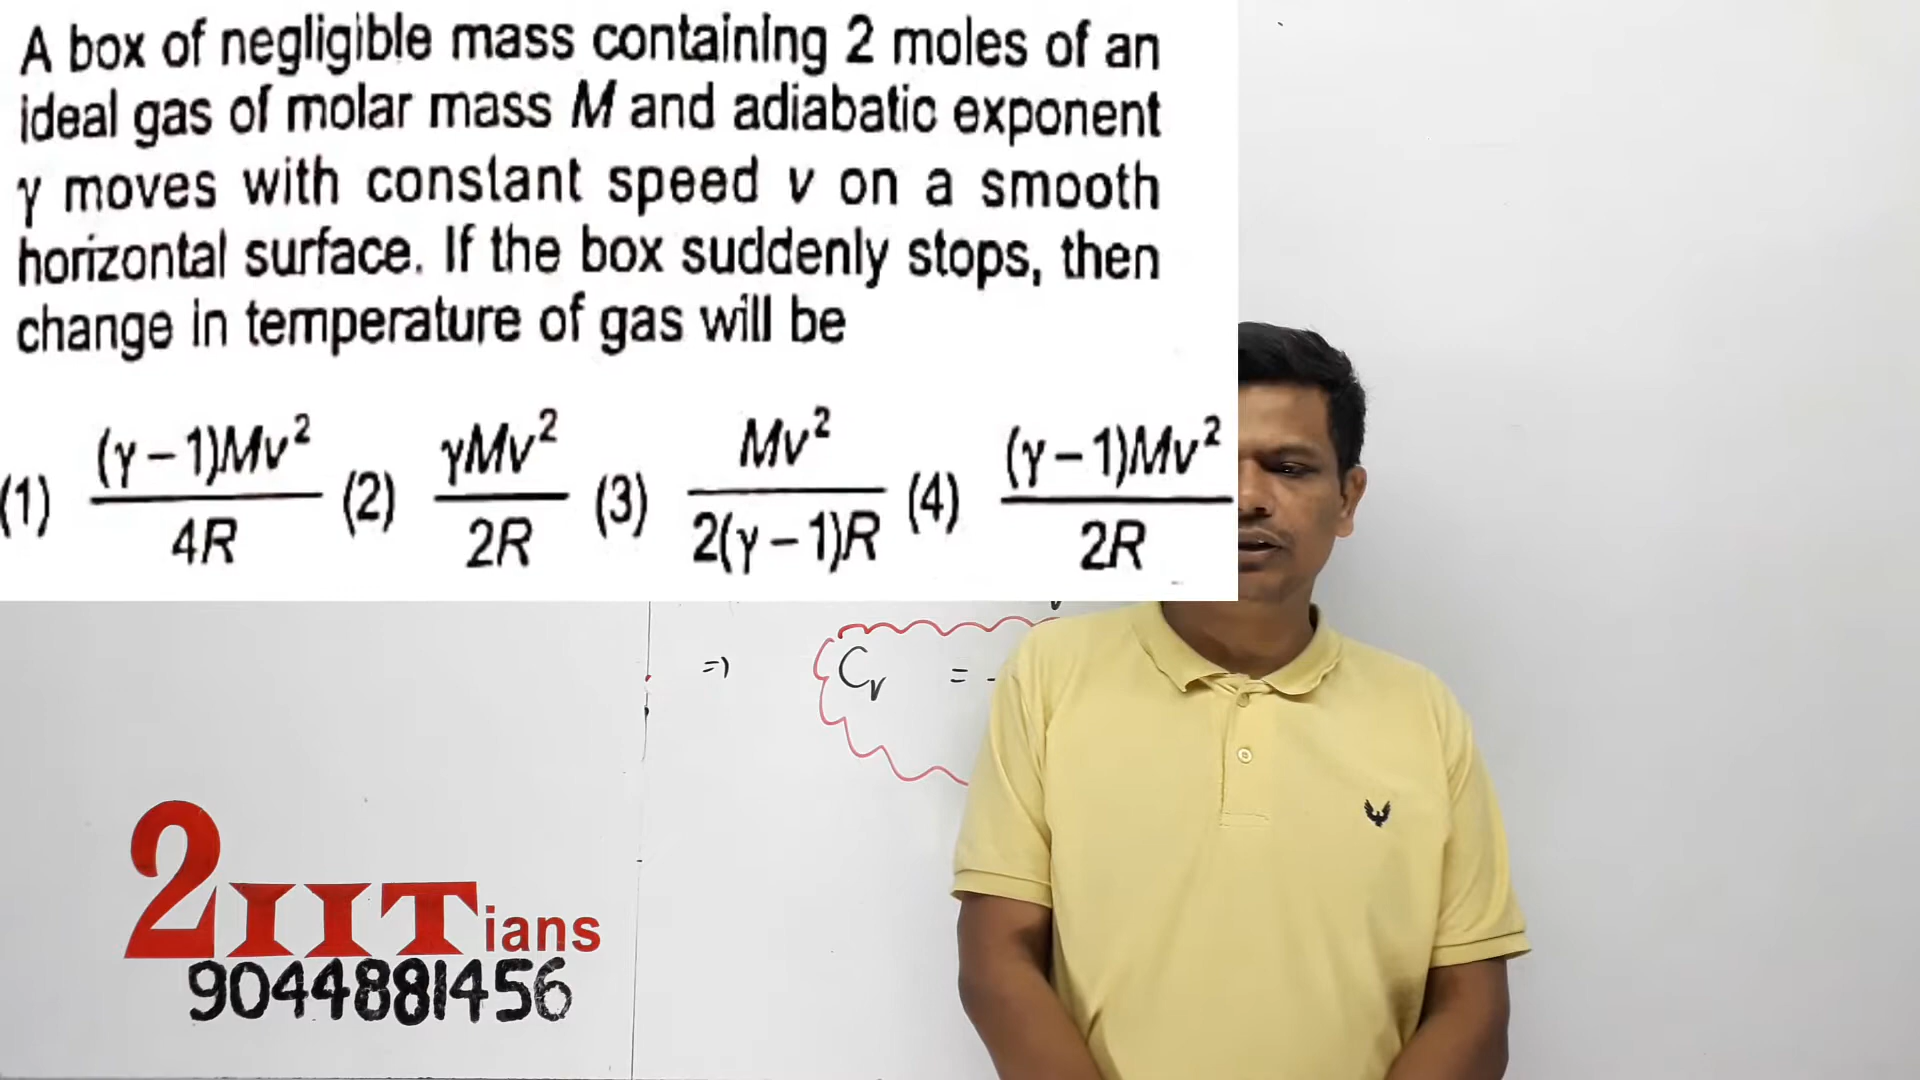 A box of negligible mass containing 2 moles of an
ideal gas of molar mass M and adiabatic exponent
γ moves with constant speed v on a smooth
horizontal surface. If the box suddenly stops, then
change in temperature of gas will be
(1) (γ – 1)Mv² / 4R (2) γMv² / 2R (3) Mv² / 2(γ – 1)R (4) (γ – 1)Mv² / 2R
⇒ Cv =
2IITians
9044881456